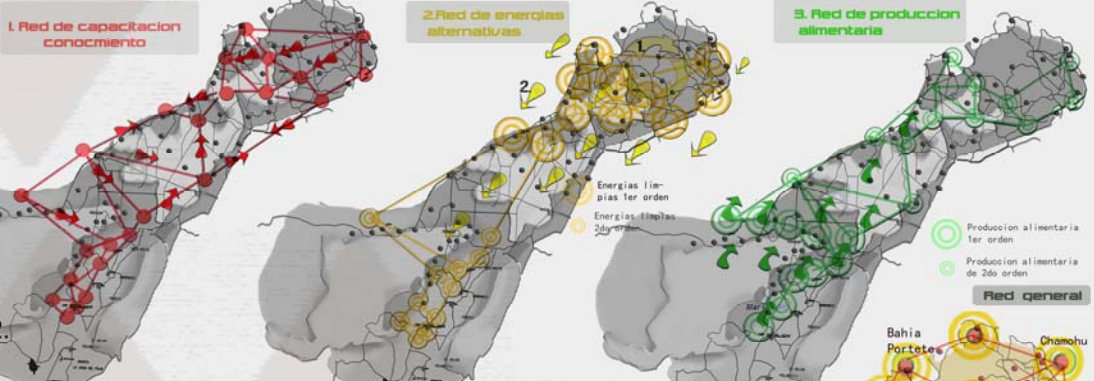 1. Red de capacitacion
conocmiento
2.Red de energias
alternativas
3. Red de produccion
alimentaria
1.
2.
Energias lim-
pias 1er orden
Energias limpias
2do orden
Produccion alimentaria
1er orden
Produccion alimentaria
de 2do orden
Red general
Bahia
Portete
Chamohu